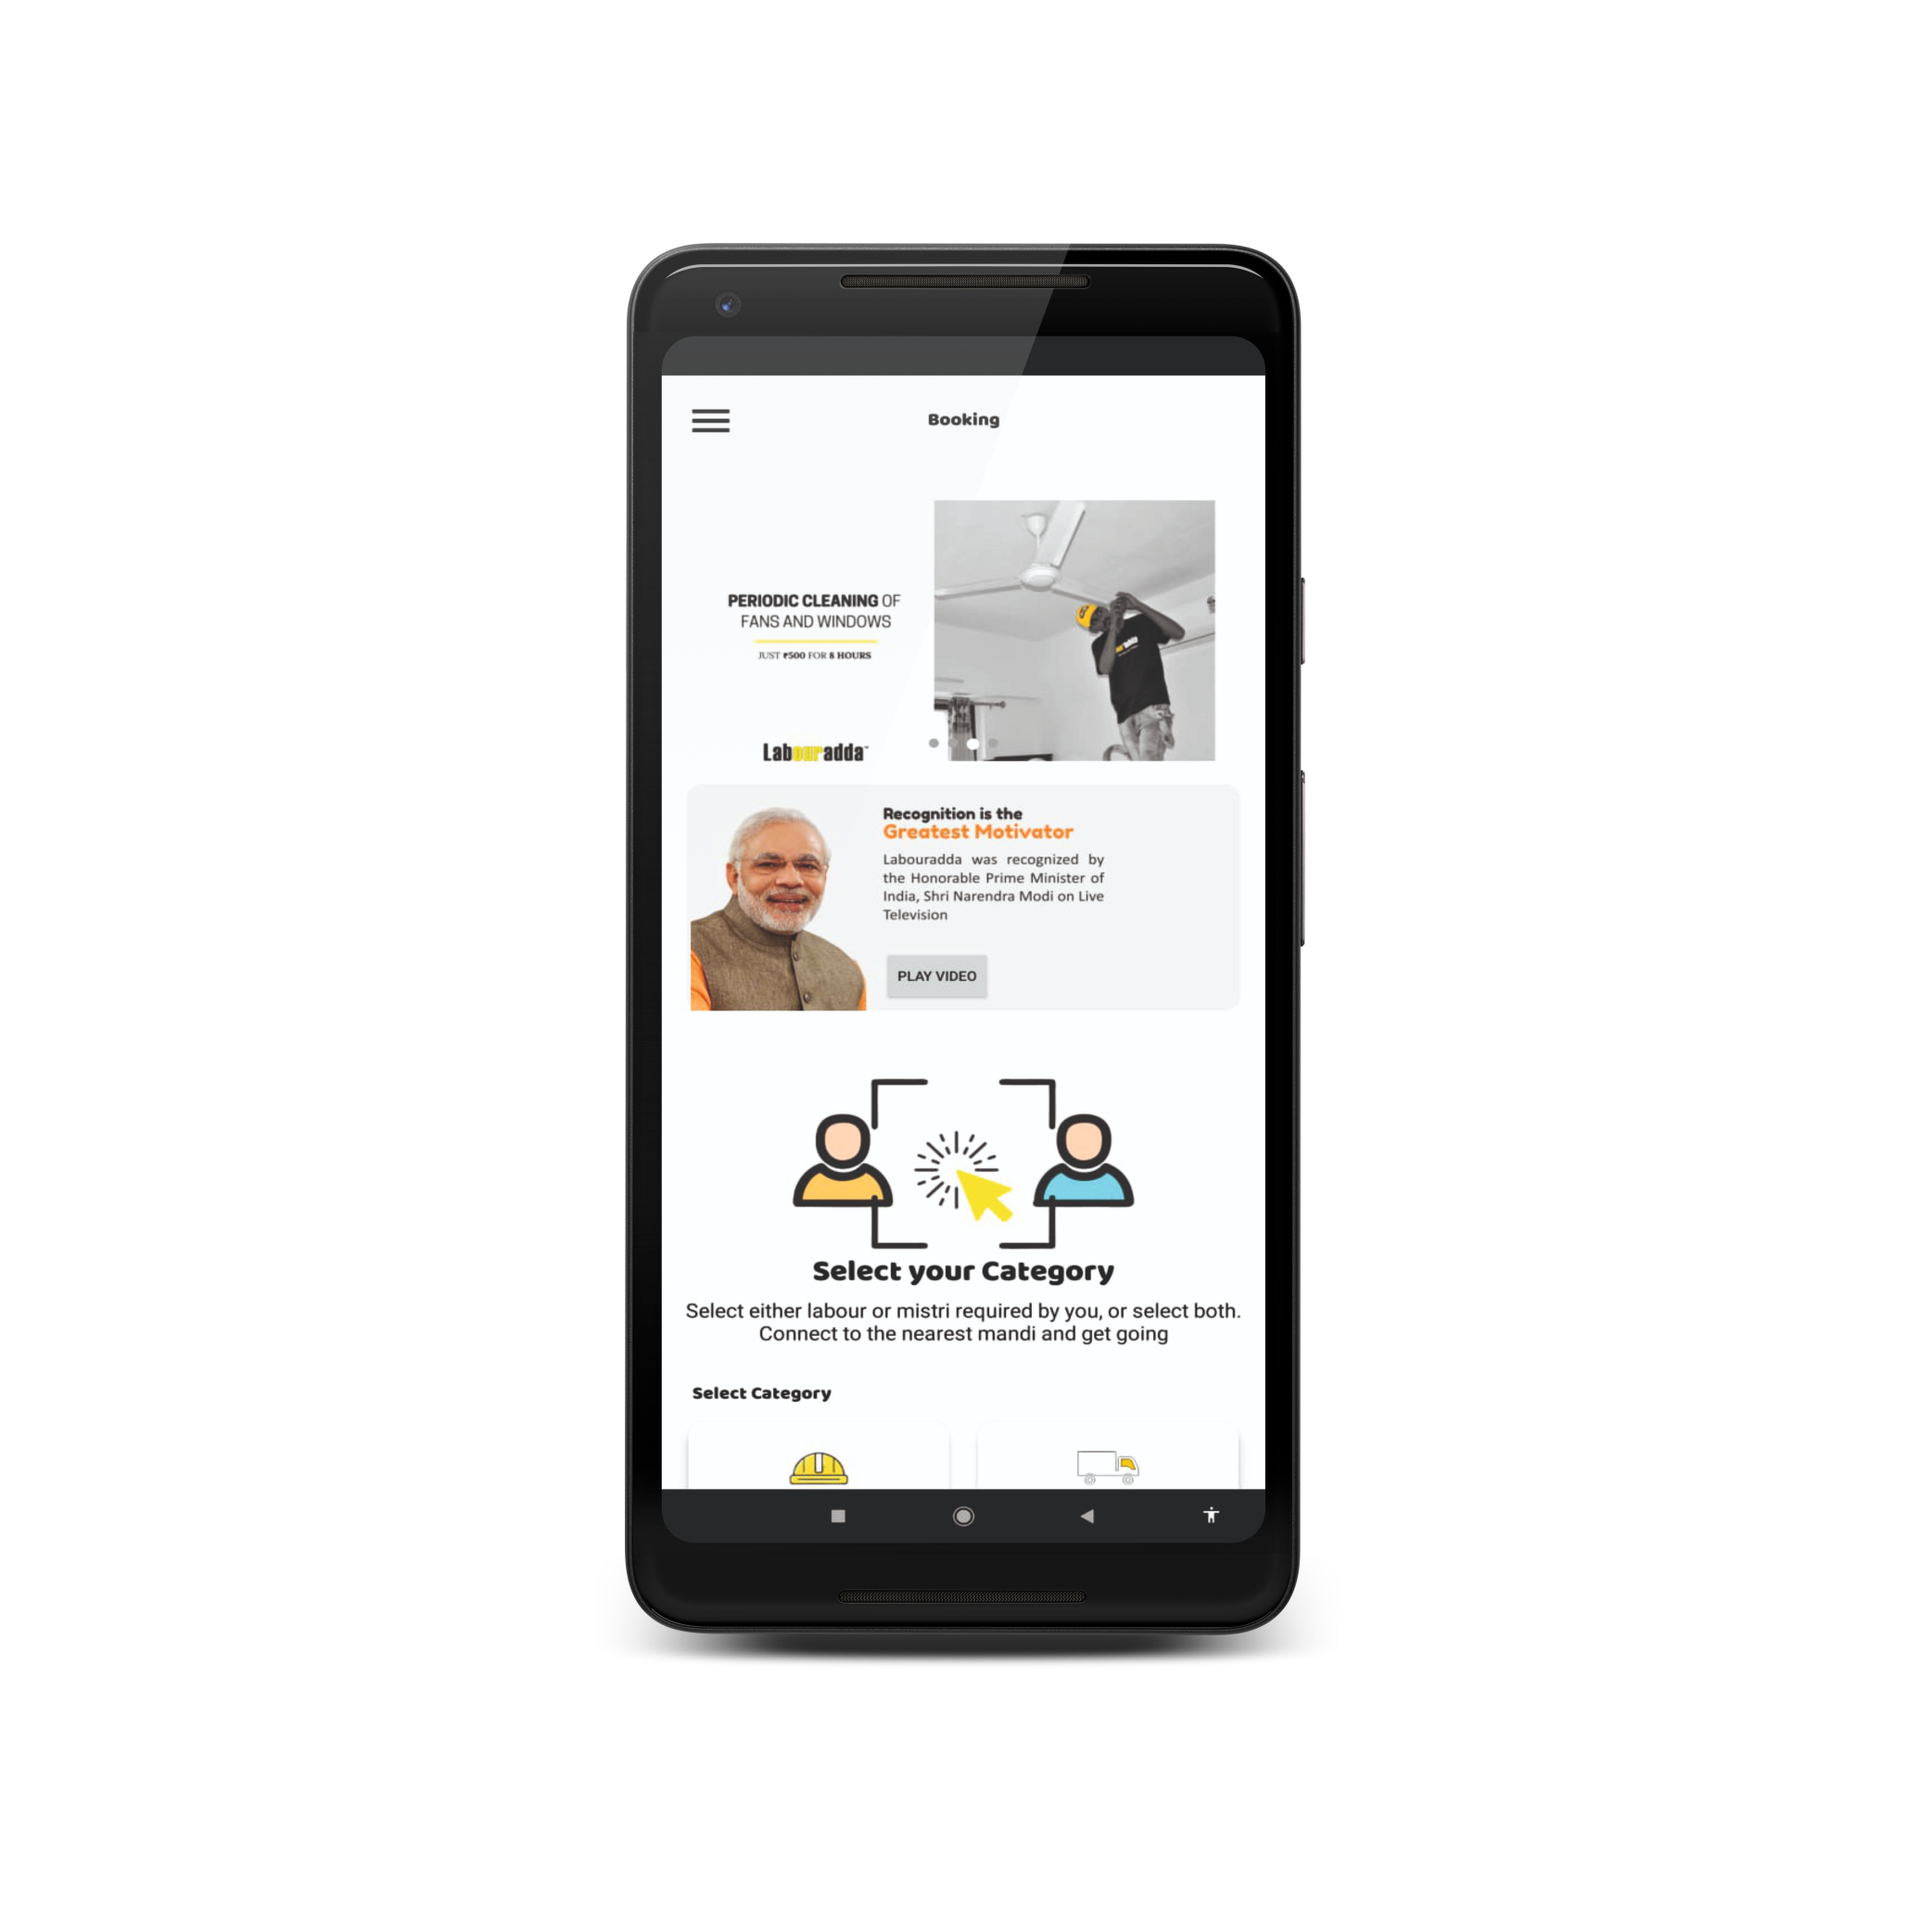 Booking
PERIODIC CLEANING OF
FANS AND WINDOWS
JUST ₹500 FOR 8 HOURS
Labouradda™
Recognition is the
Greatest Motivator
Labouradda was recognized by
the Honorable Prime Minister of
India, Shri Narendra Modi on Live
Television
PLAY VIDEO
Select your Category
Select either labour or mistri required by you, or select both.
Connect to the nearest mandi and get going
Select Category